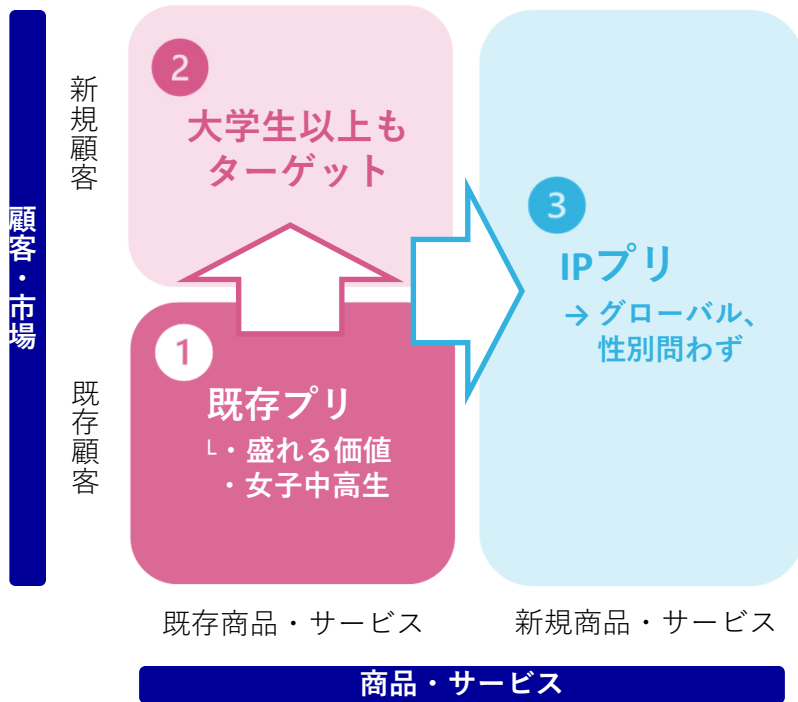 顧客・市場
新規顧客
既存顧客
2
大学生以上も
ターゲット
1
既存プリ
└・盛れる価値
・女子中高生
3
IPプリ
→ グローバル、
性別問わず
既存商品・サービス
新規商品・サービス
商品・サービス